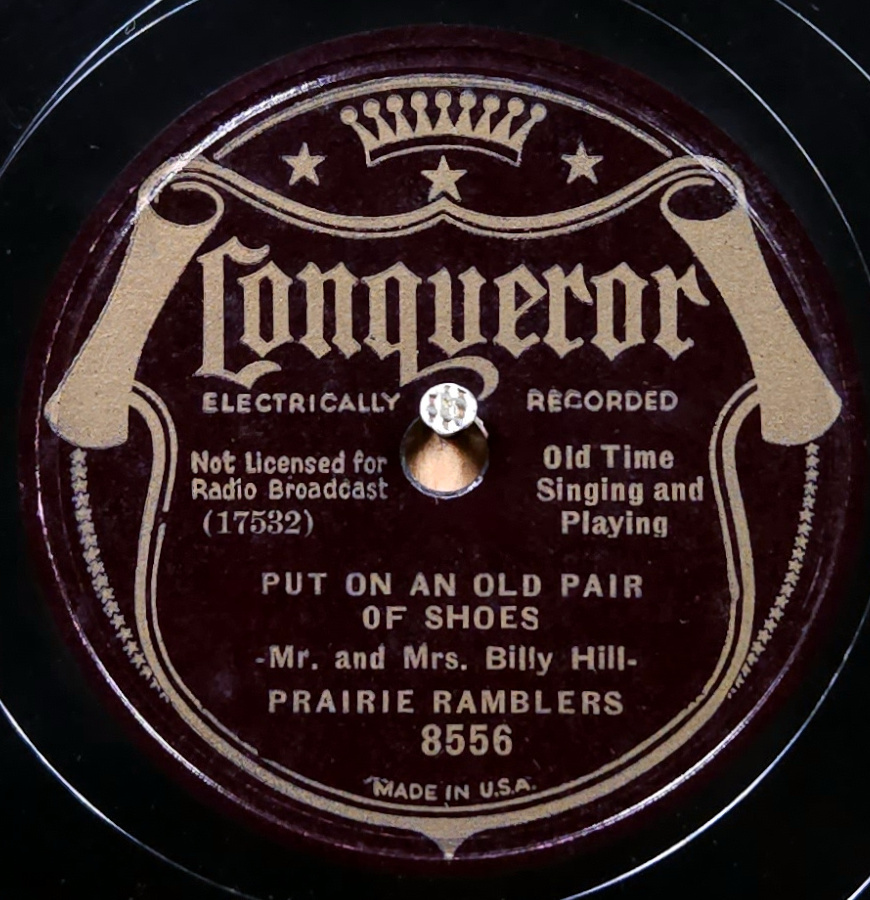 Conqueror
ELECTRICALLY RECORDED
Not Licensed for
Radio Broadcast
(17532)
Old Time
Singing and
Playing
PUT ON AN OLD PAIR
OF SHOES
-Mr. and Mrs. Billy Hill-
PRAIRIE RAMBLERS
8556
MADE IN U.S.A.